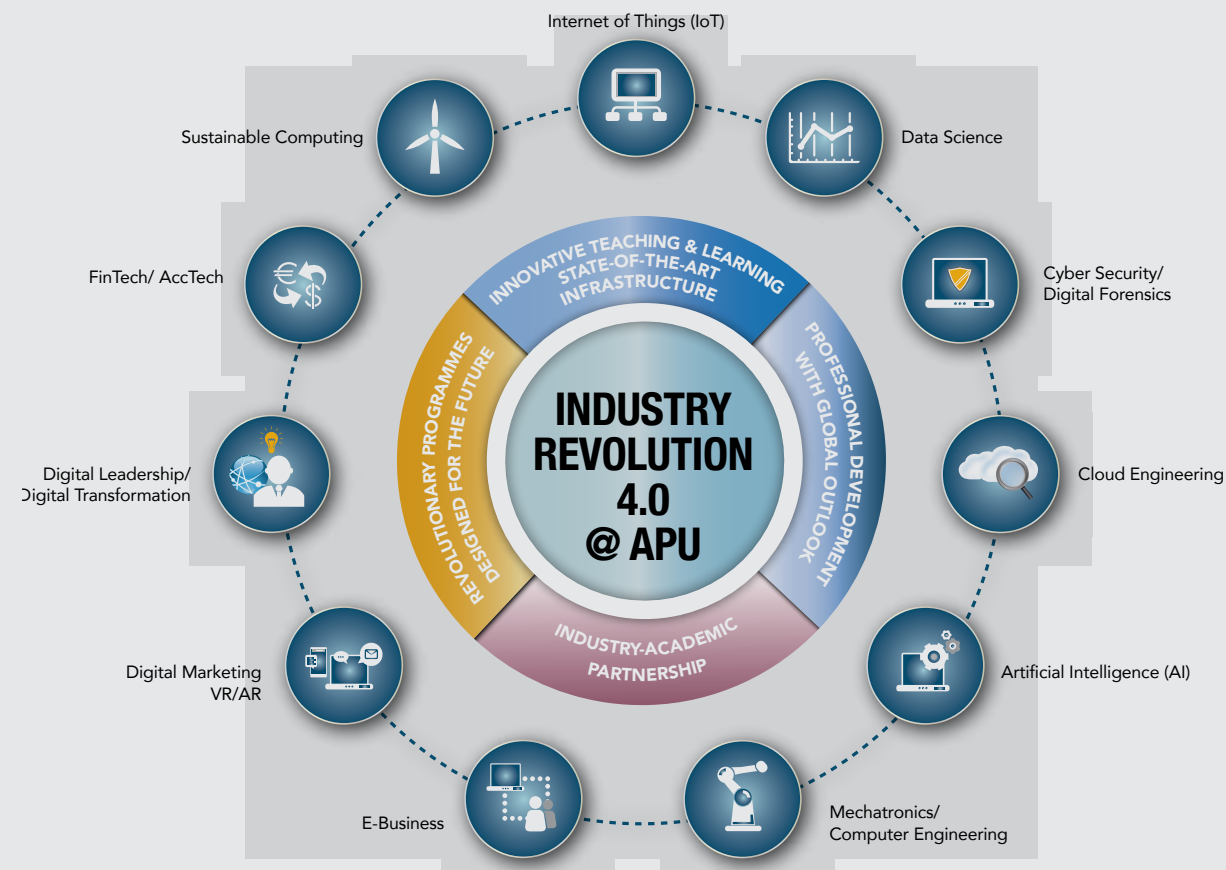 Internet of Things (IoT)
Sustainable Computing
Data Science
FinTech/ AccTech
Cyber Security/
Digital Forensics
INNOVATIVE TEACHING & LEARNING
STATE-OF-THE-ART
INFRASTRUCTURE
REVOLUTIONARY PROGRAMMES
DESIGNED FOR THE FUTURE
INDUSTRY
REVOLUTION
4.0
@ APU
PROFESSIONAL DEVELOPMENT
WITH GLOBAL OUTLOOK
INDUSTRY-ACADEMIC
PARTNERSHIP
Digital Leadership/
Digital Transformation
Cloud Engineering
Digital Marketing
VR/AR
Artificial Intelligence (AI)
E-Business
Mechatronics/
Computer Engineering